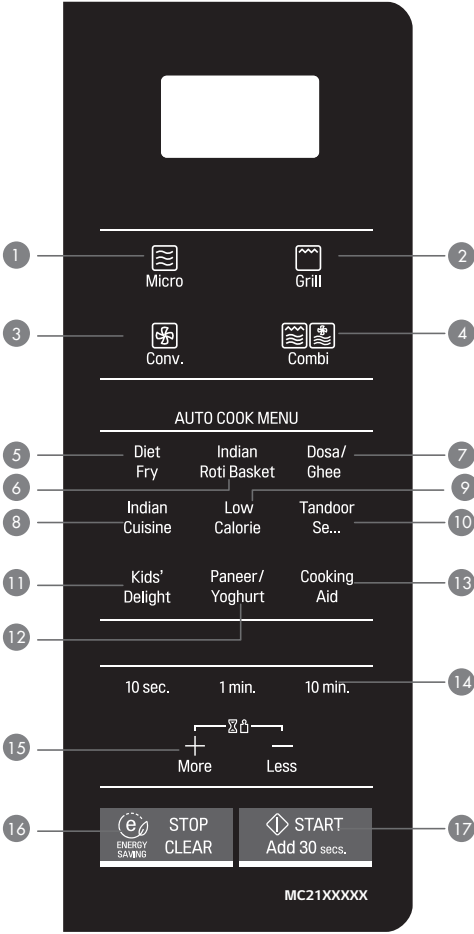 1
2
Micro
Grill
3
4
Conv.
Combi
AUTO COOK MENU
5
Diet
Fry
6
Indian
Roti Basket
7
Dosa/
Ghee
8
Indian
Cuisine
9
Low
Calorie
10
Tandoor
Se...
11
Kids'
Delight
12
Paneer/
Yoghurt
13
Cooking
Aid
10 sec.
1 min.
10 min.
14
15
+
More
—
Less
16
e
ENERGY
SAVING
STOP
CLEAR
START
Add 30 secs.
17
MC21XXXXX